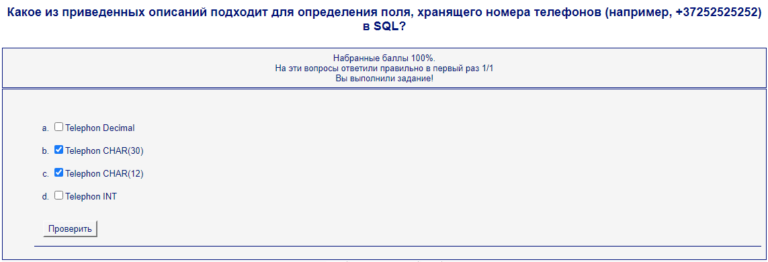 Какое из приведенных описаний подходит для определения поля, хранящего номера телефонов (например, +37252525252)
в SQL?
Набранные баллы 100%.
На эти вопросы ответили правильно в первый раз 1/1
Вы выполнили задание!
a. Telephon Decimal
b. Telephon CHAR(30)
c. Telephon CHAR(12)
d. Telephon INT
Проверить